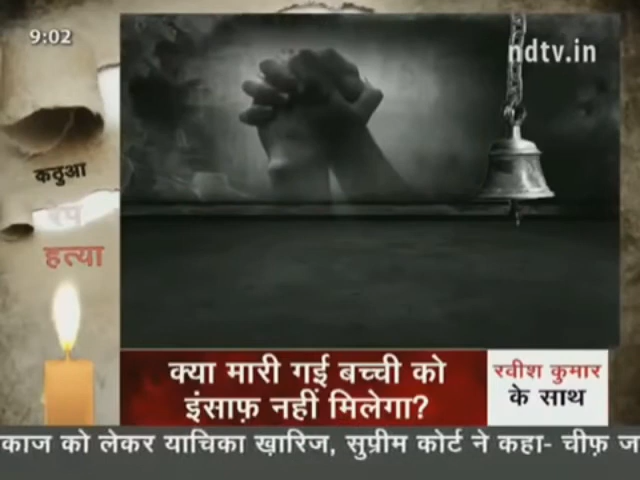 9:02
ndtv.in
कठुआ
रेप
हत्या
क्या मारी गई बच्ची को
इंसाफ़ नहीं मिलेगा?
रवीश कुमार
के साथ
काज को लेकर याचिका ख़ारिज, सुप्रीम कोर्ट ने कहा- चीफ़ ज